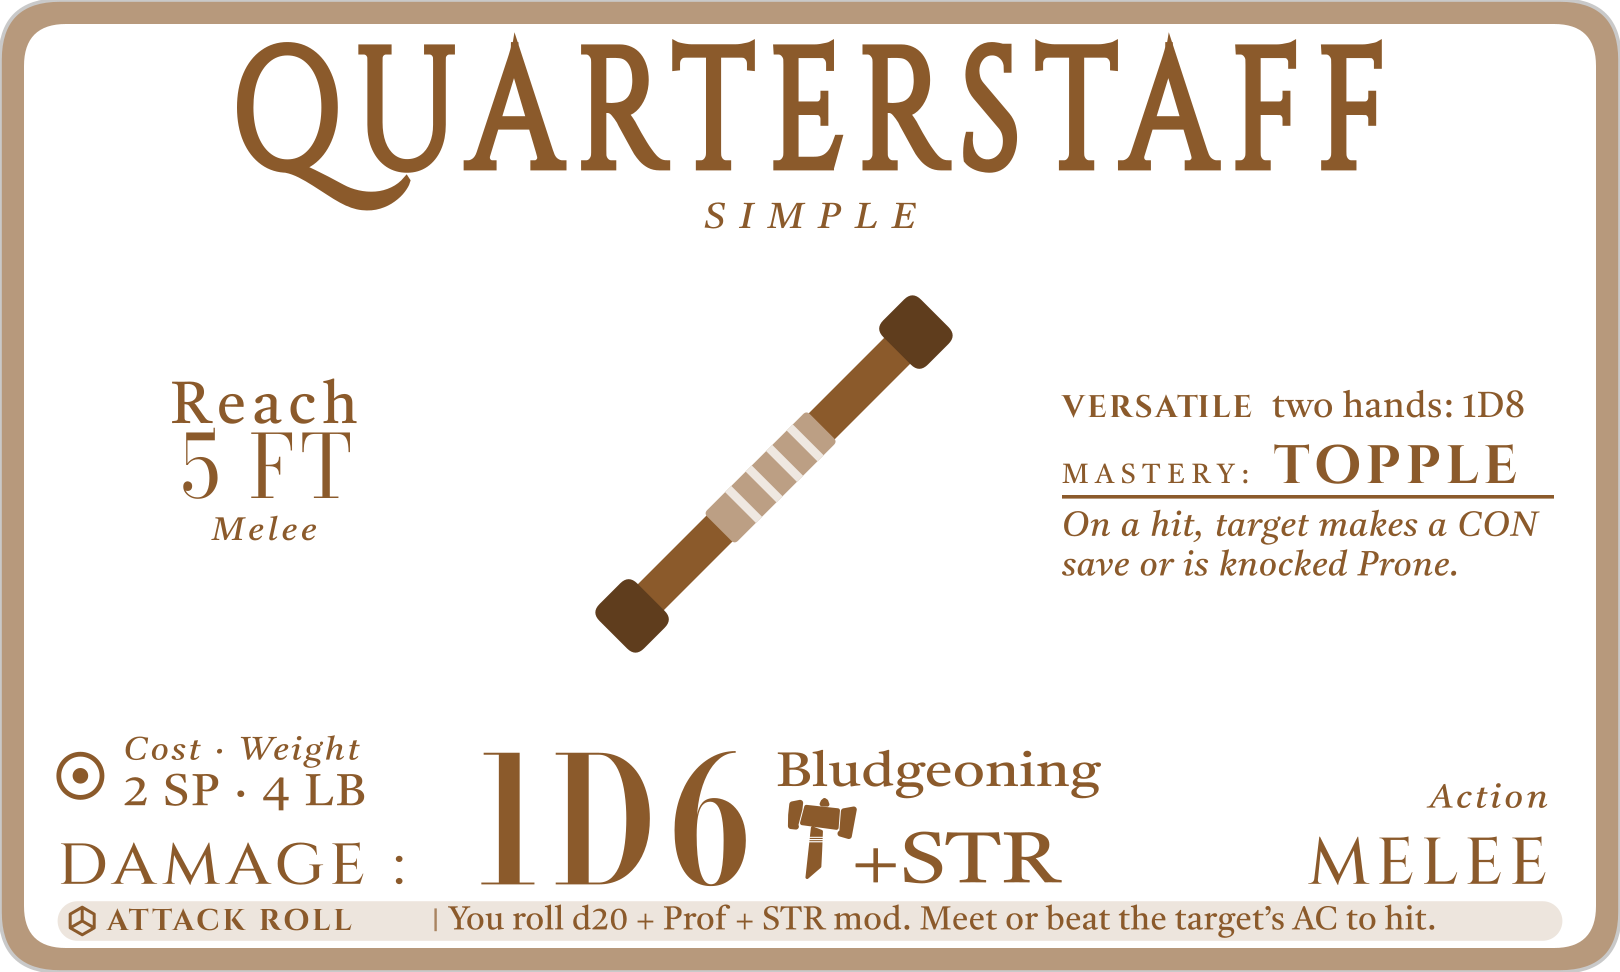 QUARTERSTAFF
SIMPLE
Reach
5 FT
Melee
VERSATILE two hands: 1D8
MASTERY: TOPPLE
On a hit, target makes a CON
save or is knocked Prone.
Cost · Weight
2 SP · 4 LB
DAMAGE :
1D6
Bludgeoning
+STR
Action
MELEE
ATTACK ROLL | You roll d20 + Prof + STR mod. Meet or beat the target’s AC to hit.